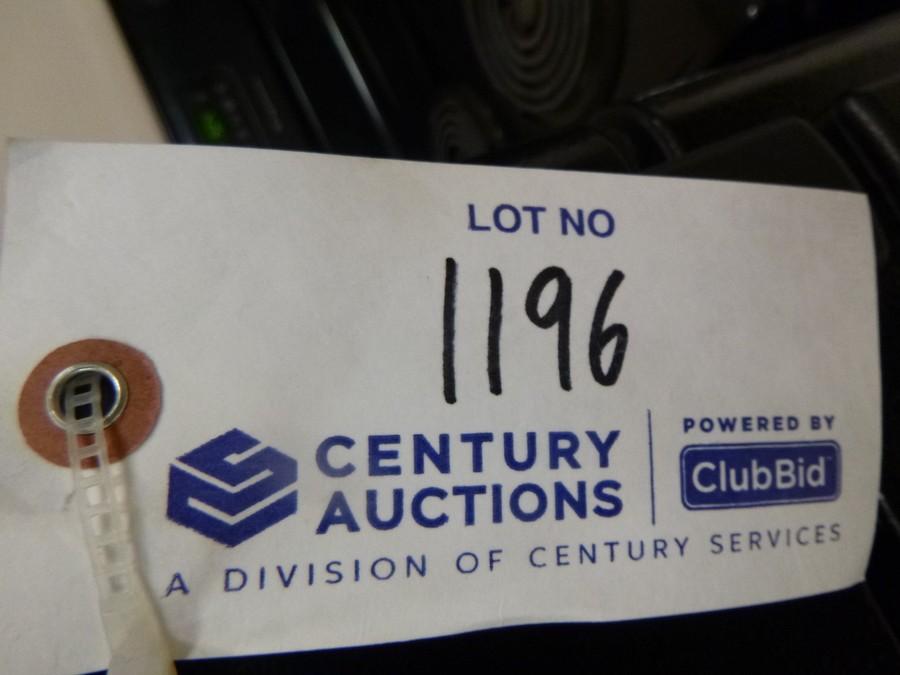 LOT NO
1196
CENTURY
AUCTIONS
POWERED BY
ClubBid
A DIVISION OF CENTURY SERVICES